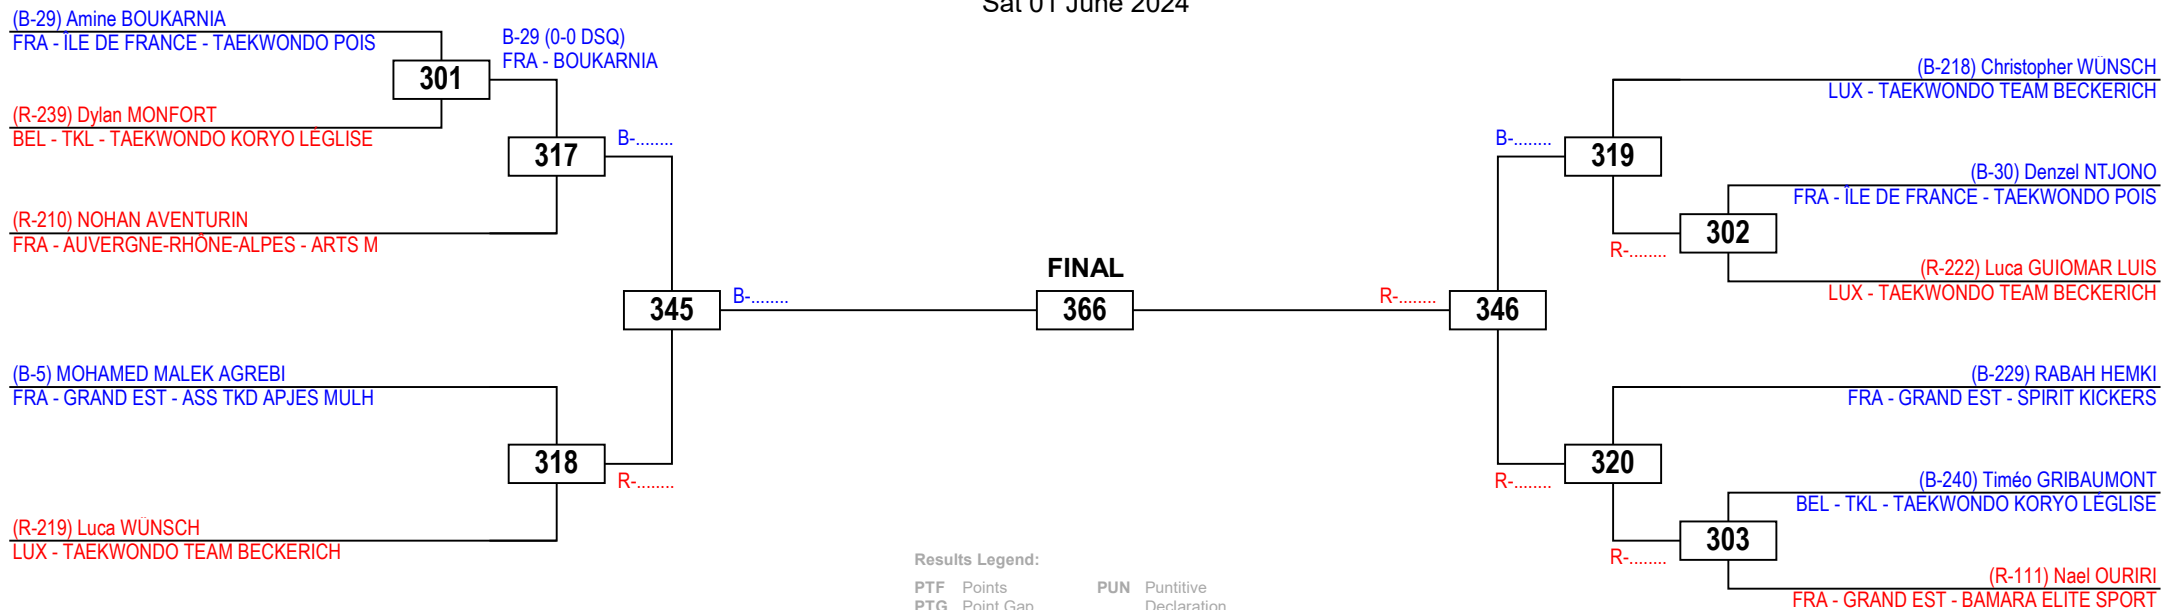 Sat 01 June 2024
(B-29) Amine BOUKARNIA
FRA - ÎLE DE FRANCE - TAEKWONDO POIS
301
B-29 (0-0 DSQ)
FRA - BOUKARNIA
(R-239) Dylan MONFORT
BEL - TKL - TAEKWONDO KORYO LÉGLISE
317
B-........
(R-210) NOHAN AVENTURIN
FRA - AUVERGNE-RHÔNE-ALPES - ARTS M
345
B-........
(B-5) MOHAMED MALEK AGREBI
FRA - GRAND EST - ASS TKD APJES MULH
318
R-........
(R-219) Luca WÜNSCH
LUX - TAEKWONDO TEAM BECKERICH
FINAL
366
(B-218) Christopher WÜNSCH
LUX - TAEKWONDO TEAM BECKERICH
B-........
319
(B-30) Denzel NTJONO
FRA - ÎLE DE FRANCE - TAEKWONDO POIS
302
R-........
(R-222) Luca GUIOMAR LUIS
LUX - TAEKWONDO TEAM BECKERICH
R-........
346
(B-229) RABAH HEMKI
FRA - GRAND EST - SPIRIT KICKERS
320
R-........
(B-240) Timéo GRIBAUMONT
BEL - TKL - TAEKWONDO KORYO LÉGLISE
303
R-........
(R-111) Nael OURIRI
FRA - GRAND EST - BAMARA ELITE SPORT
Results Legend:
PTF Points PUN Puntitive
PTG Point Gap Declaration